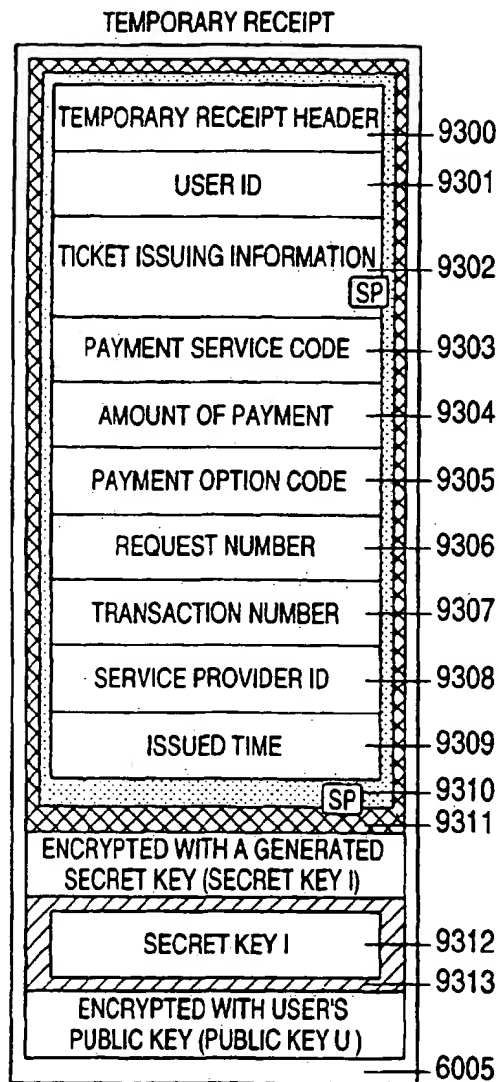 TEMPORARY RECEIPT
TEMPORARY RECEIPT HEADER
9300
USER ID
9301
TICKET ISSUING INFORMATION
9302
SP
PAYMENT SERVICE CODE
9303
AMOUNT OF PAYMENT
9304
PAYMENT OPTION CODE
9305
REQUEST NUMBER
9306
TRANSACTION NUMBER
9307
SERVICE PROVIDER ID
9308
ISSUED TIME
9309
SP
9310
9311
ENCRYPTED WITH A GENERATED
SECRET KEY (SECRET KEY I)
SECRET KEY I
9312
9313
ENCRYPTED WITH USER'S
PUBLIC KEY (PUBLIC KEY U )
6005